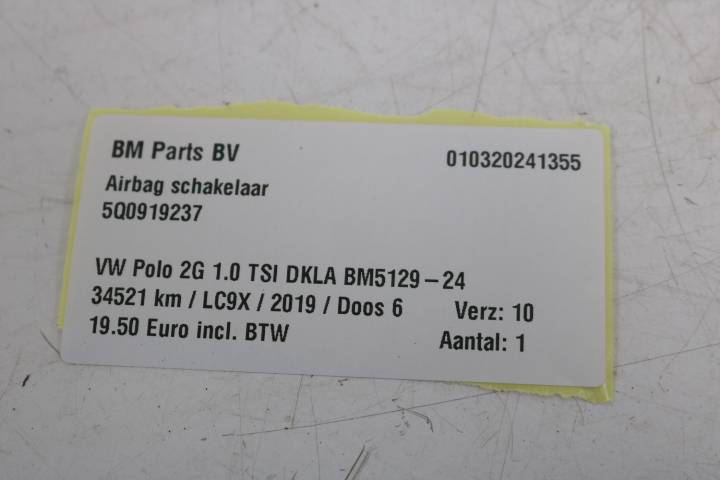 BM Parts BV 010320241355
Airbag schakelaar
5Q0919237
VW Polo 2G 1.0 TSI DKLA BM5129-24
34521 km / LC9X / 2019 / Doos 6 Verz: 10
19.50 Euro incl. BTW Aantal: 1